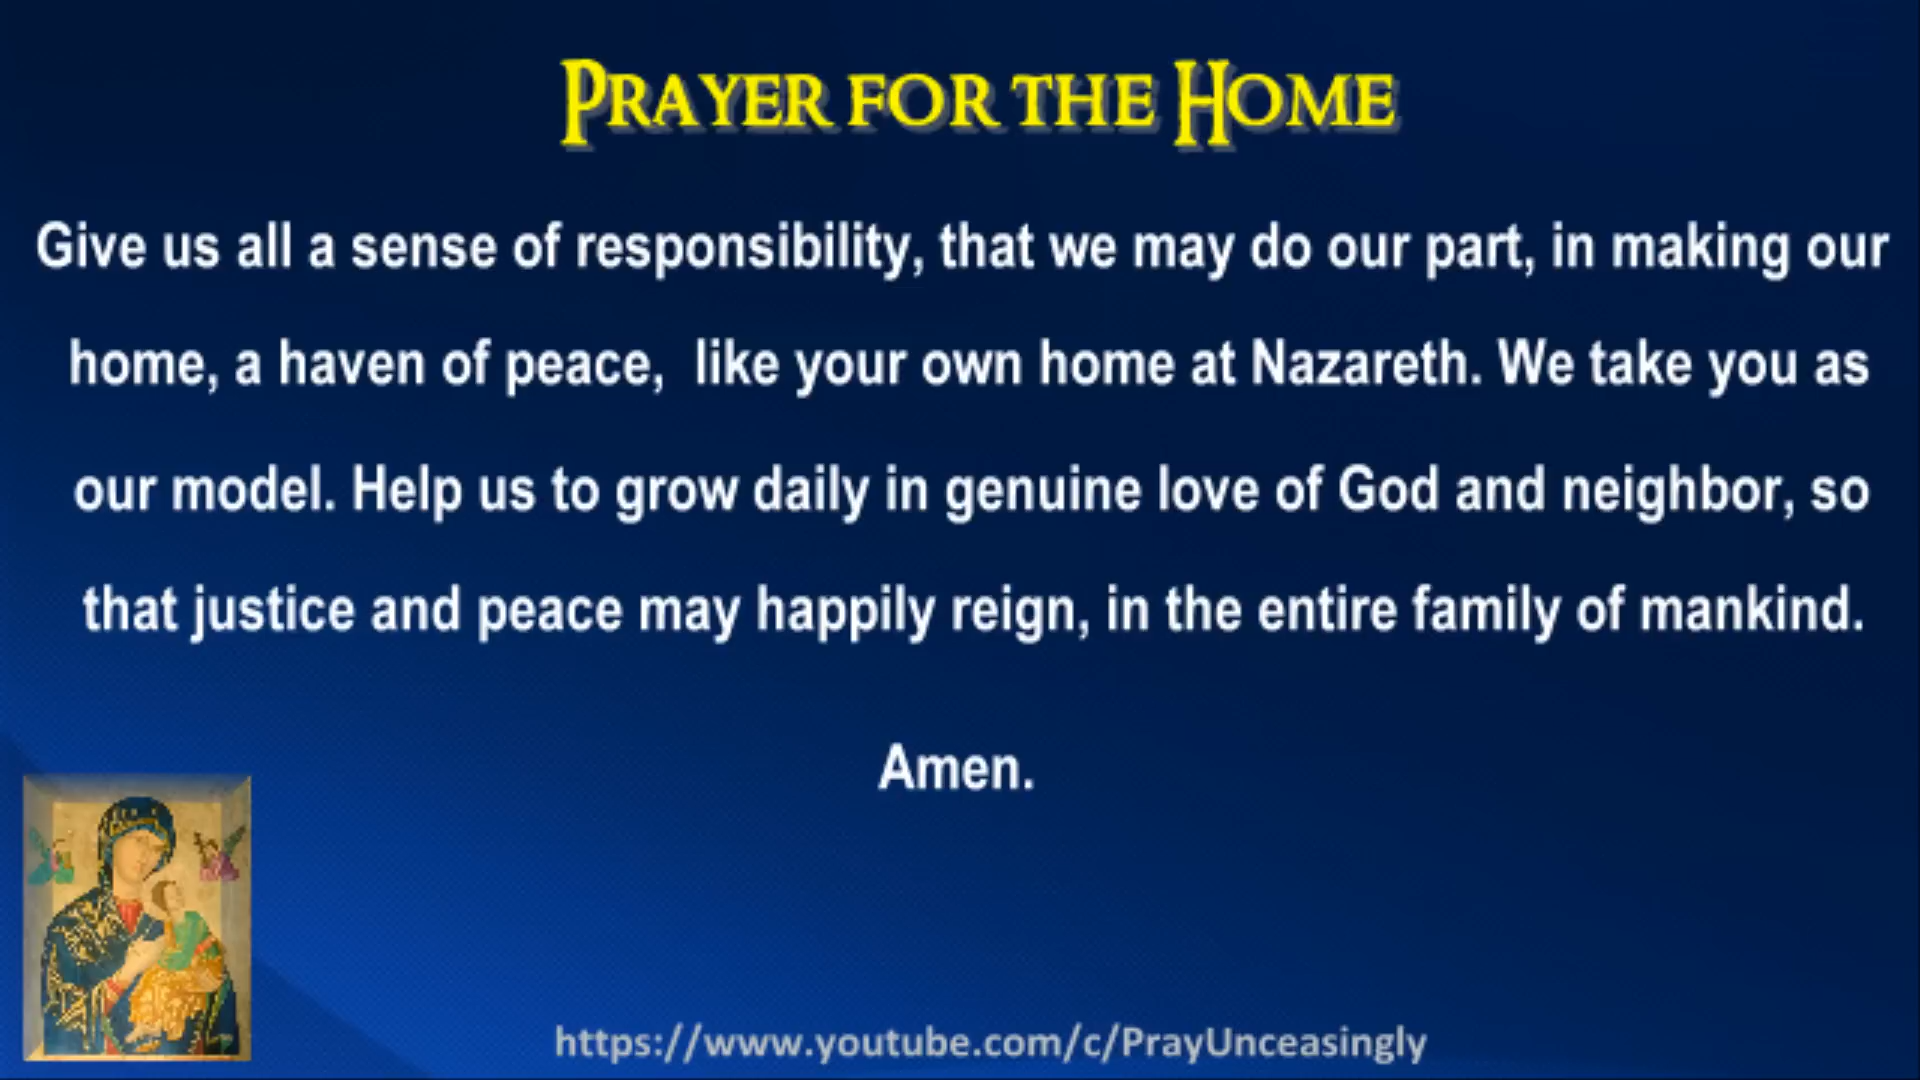 Prayer for the Home
Give us all a sense of responsibility, that we may do our part, in making our
home, a haven of peace,  like your own home at Nazareth. We take you as
our model. Help us to grow daily in genuine love of God and neighbor, so
that justice and peace may happily reign, in the entire family of mankind.
Amen.
https://www.youtube.com/c/PrayUnceasingly